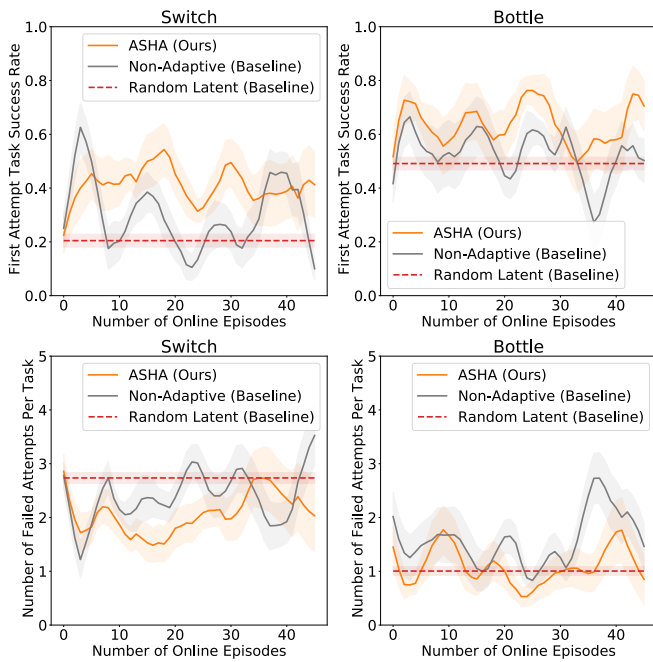 Switch
First Attempt Task Success Rate
1.0
0.8
0.6
0.4
0.2
0.0
ASHA (Ours)
Non-Adaptive (Baseline)
Random Latent (Baseline)
0 10 20 30 40
Number of Online Episodes
Bottle
First Attempt Task Success Rate
1.0
0.8
0.6
0.4
0.2
0.0
ASHA (Ours)
Non-Adaptive (Baseline)
Random Latent (Baseline)
0 10 20 30 40
Number of Online Episodes
Switch
Number of Failed Attempts Per Task
5
4
3
2
1
0
ASHA (Ours)
Non-Adaptive (Baseline)
Random Latent (Baseline)
0 10 20 30 40
Number of Online Episodes
Bottle
Number of Failed Attempts Per Task
5
4
3
2
1
0
ASHA (Ours)
Non-Adaptive (Baseline)
Random Latent (Baseline)
0 10 20 30 40
Number of Online Episodes